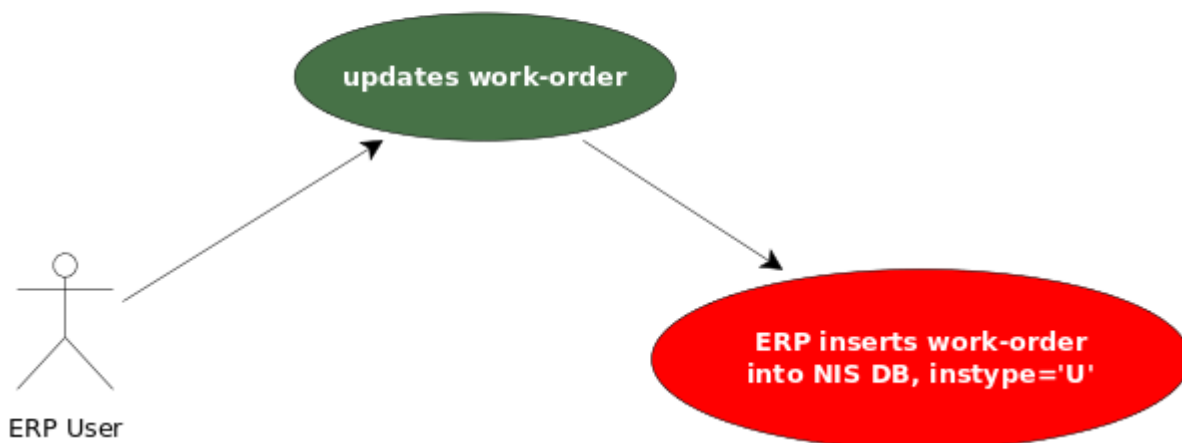 updates work-order
ERP inserts work-order
into NIS DB, instype='U'
ERP User